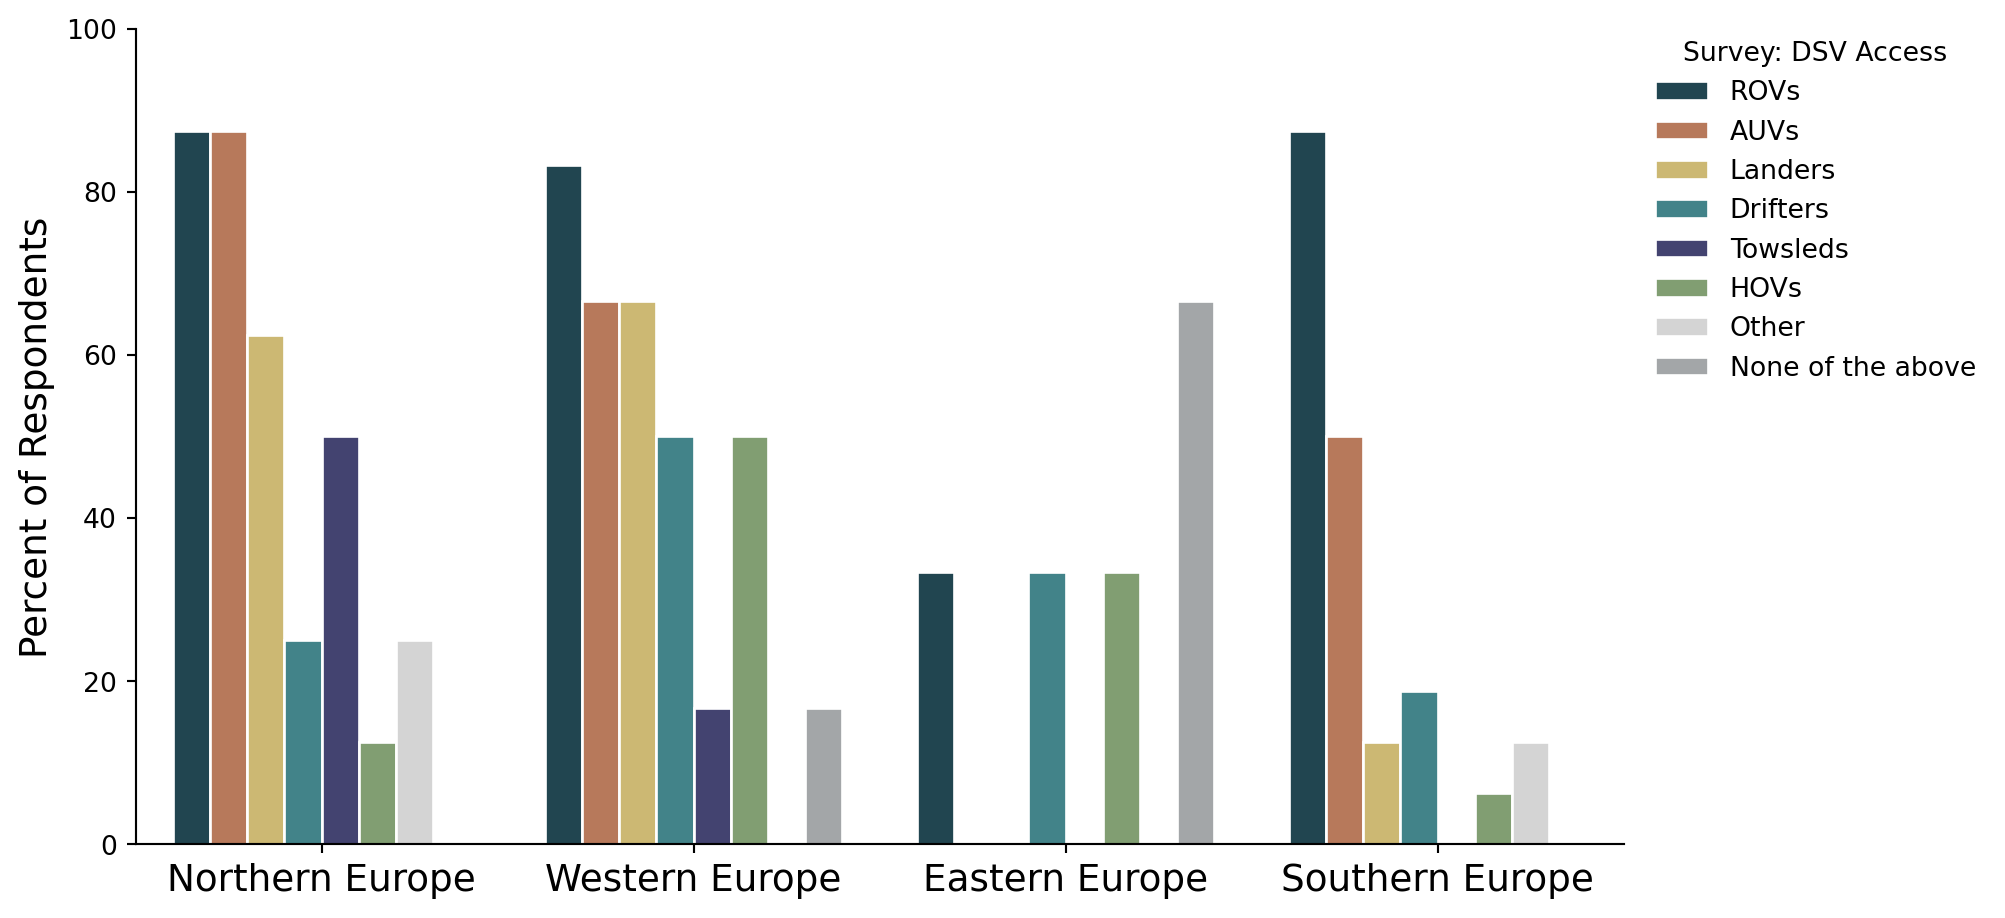 Percent of Respondents
100
80
60
40
20
0
Northern Europe
Western Europe
Eastern Europe
Southern Europe
Survey: DSV Access
ROVs
AUVs
Landers
Drifters
Towsleds
HOVs
Other
None of the above